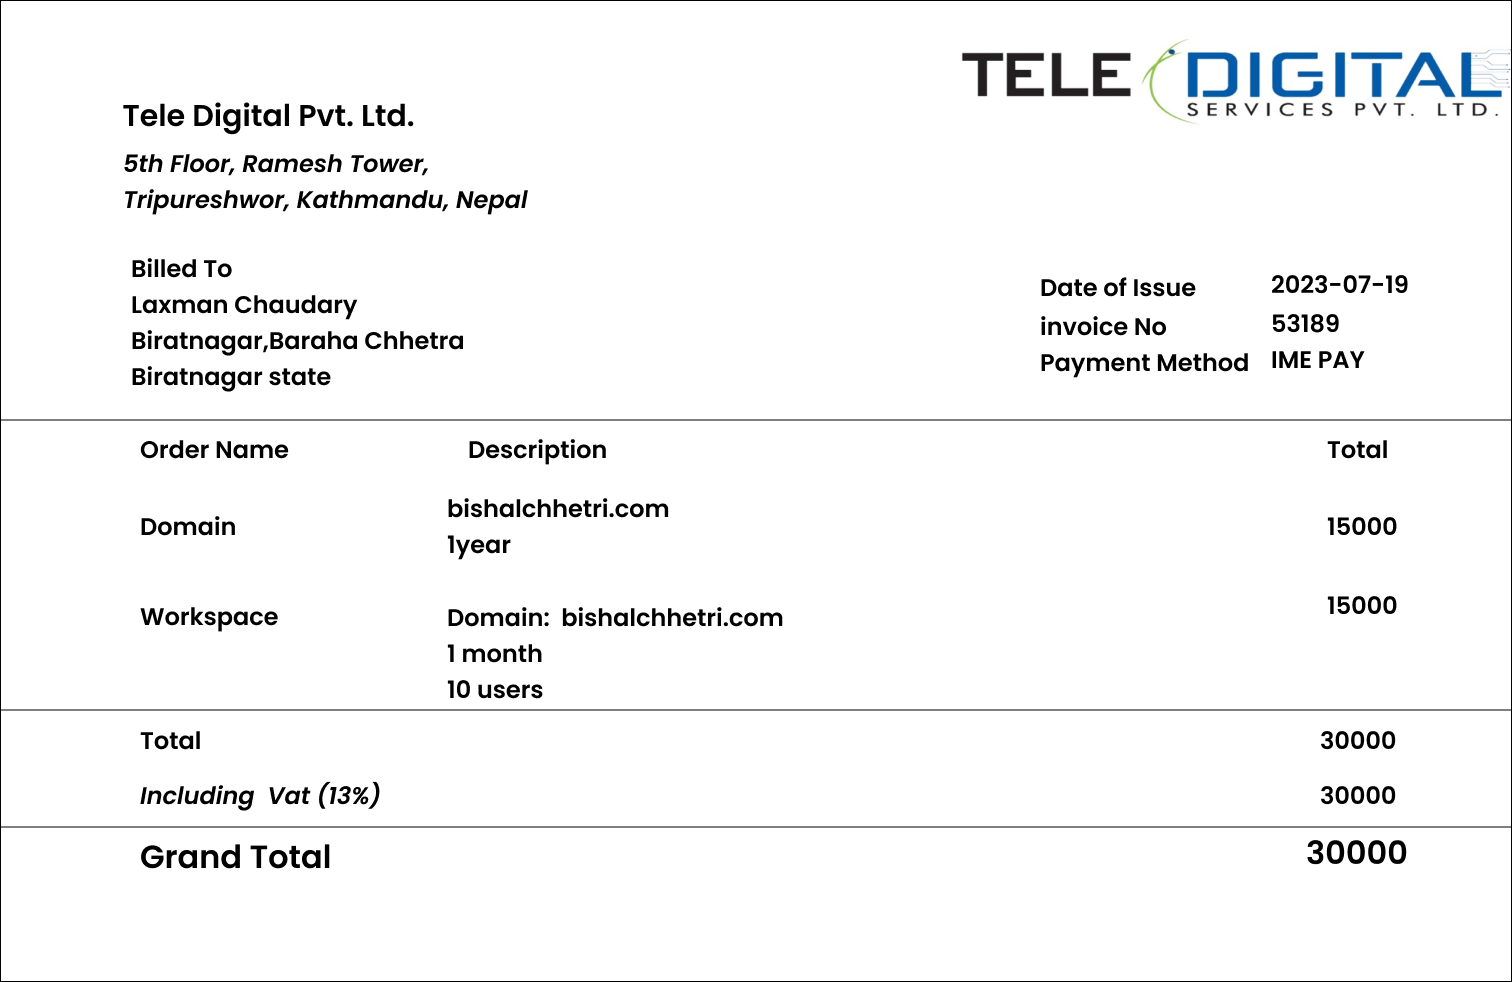 TELE DIGITAL
SERVICES PVT. LTD.
Tele Digital Pvt. Ltd.
5th Floor, Ramesh Tower,
Tripureshwor, Kathmandu, Nepal
Billed To
Laxman Chaudary
Biratnagar,Baraha Chhetra
Biratnagar state
Date of Issue 2023-07-19
invoice No 53189
Payment Method IME PAY
Order Name Description Total
Domain bishalchhetri.com 15000
1year
Workspace Domain: bishalchhetri.com 15000
1 month
10 users
Total 30000
Including Vat (13%) 30000
Grand Total 30000